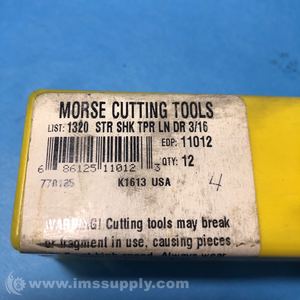 MORSE CUTTING TOOLS
LIST: 1320 STR SHK TPR LN DR 3/16
EDP: 11012
6 86125 11012 3
QTY: 12
770125
K1613 USA
4
WARNING! Cutting tools may break
or fragment in use, causing pieces
Always wear
© www.imssupply.com/